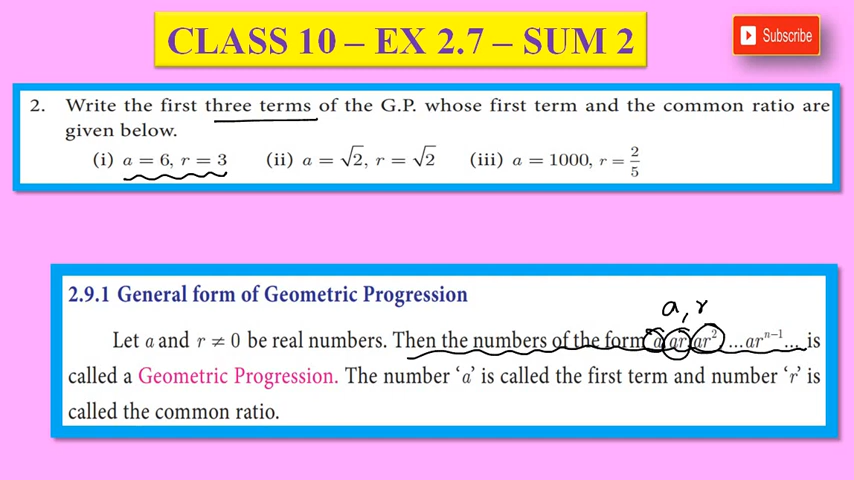 CLASS 10 – EX 2.7 – SUM 2
Subscribe
2. Write the first three terms of the G.P. whose first term and the common ratio are
given below.
(i) a = 6, r = 3 (ii) a = √2, r = √2 (iii) a = 1000, r = 2/5
2.9.1 General form of Geometric Progression
a, r
Let a and r ≠ 0 be real numbers. Then the numbers of the form a, ar, ar², ...arⁿ⁻¹... is
called a Geometric Progression. The number ‘a’ is called the first term and number ‘r’ is
called the common ratio.